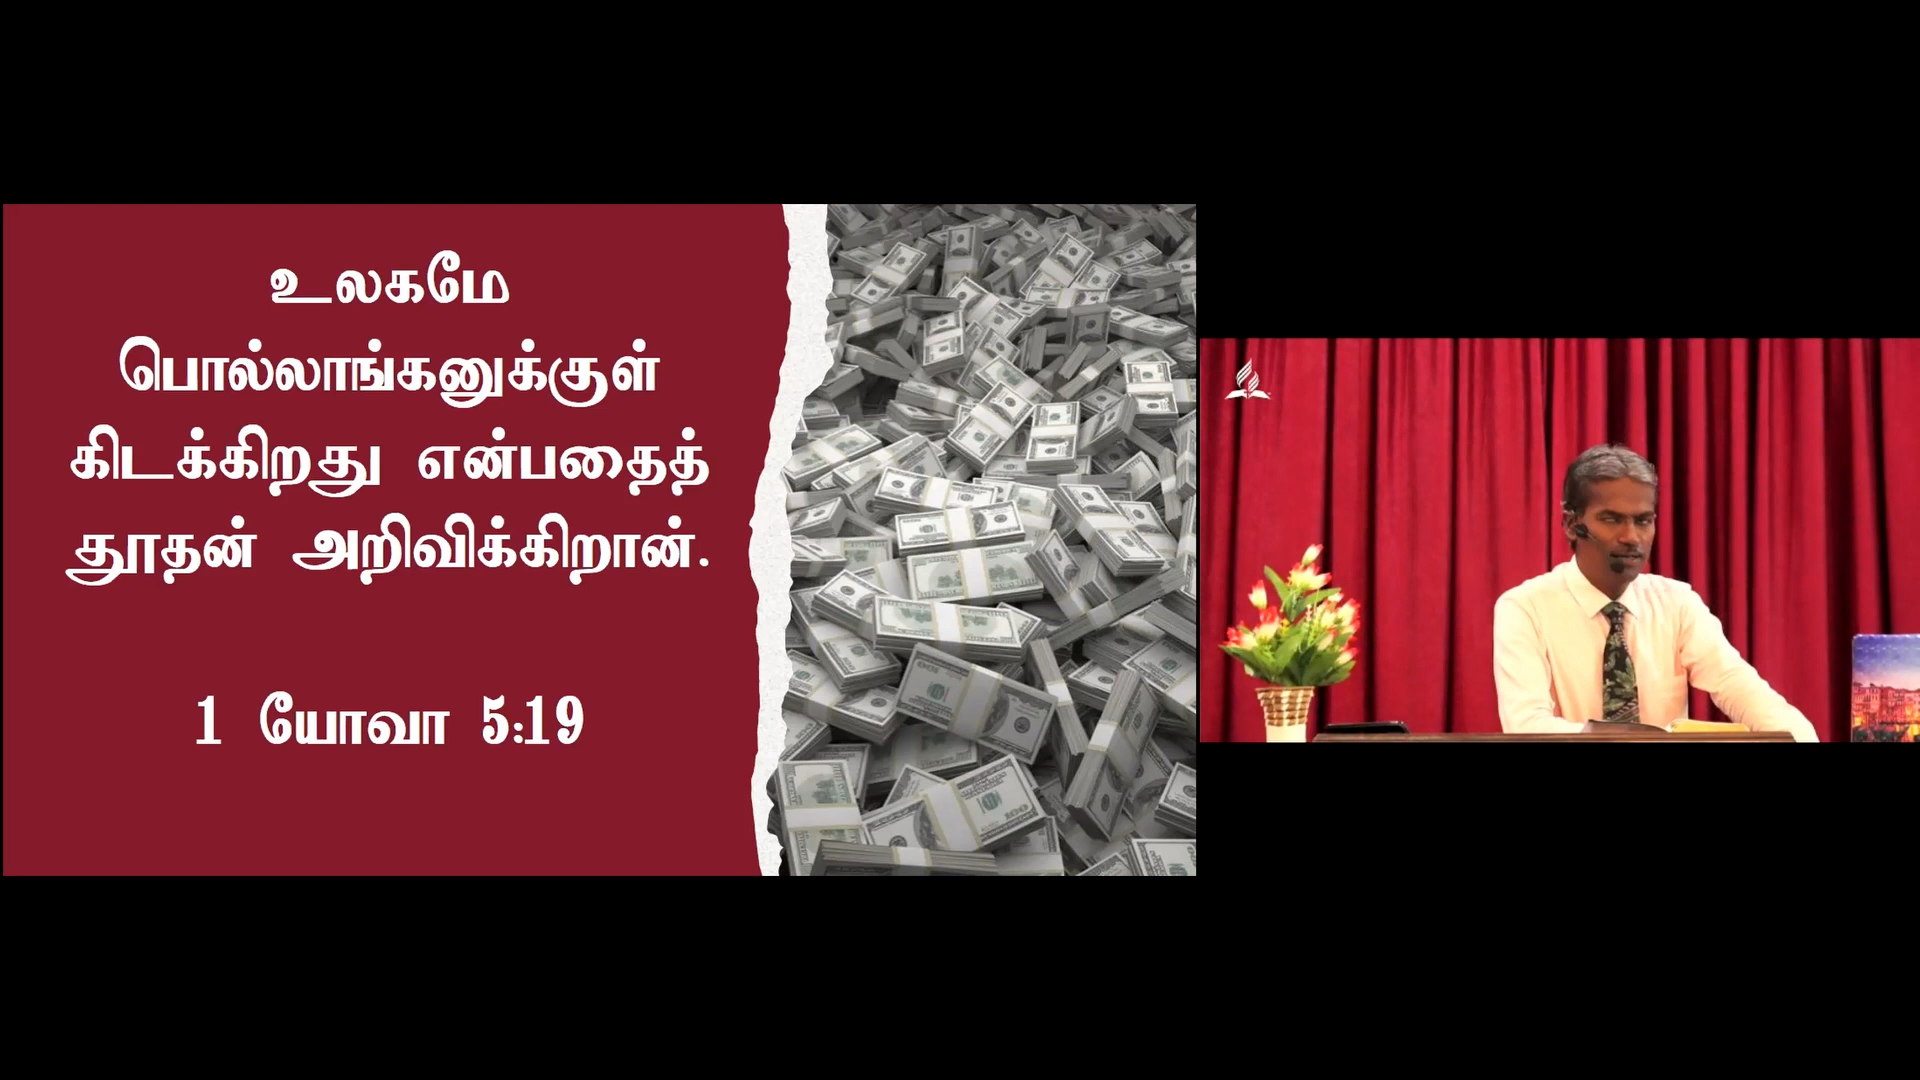 உலகமே
பொல்லாங்கனுக்குள்
கிடக்கிறது என்பதைத்
தூதன் அறிவிக்கிறான்.
1 யோவா 5:19